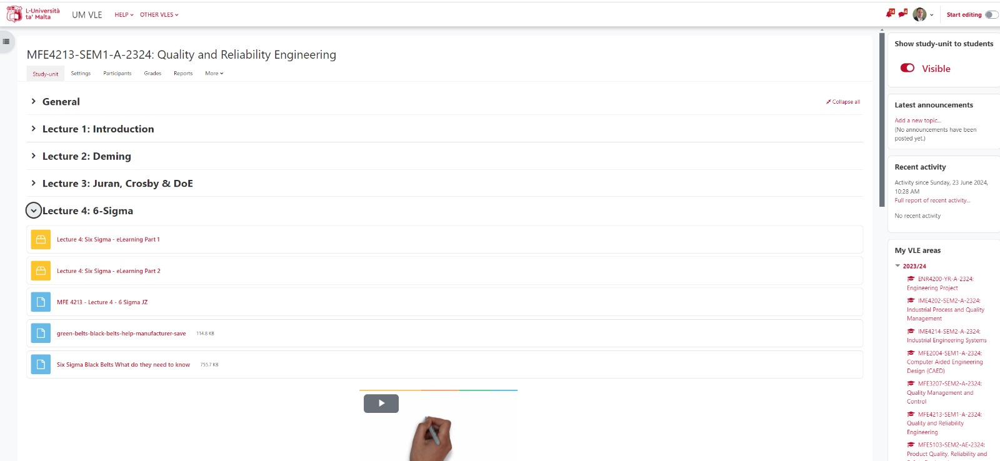 L-Università
ta' Malta
UM VLE
HELP
OTHER VLES
14
4
Start editing
MFE4213-SEM1-A-2324: Quality and Reliability Engineering
Study-unit
Settings
Participants
Grades
Reports
More
General
Collapse all
Lecture 1: Introduction
Lecture 2: Deming
Lecture 3: Juran, Crosby & DoE
Lecture 4: 6-Sigma
Lecture 4: Six Sigma - eLearning Part 1
Lecture 4: Six Sigma - eLearning Part 2
MFE 4213 - Lecture 4 - 6 Sigma JZ
green-belts-black-belts-help-manufacturer-save 114.8 KB
Six Sigma Black Belts What do they need to know 755.7 KB
Show study-unit to students
Visible
Latest announcements
Add a new topic...
(No announcements have been
posted yet.)
Recent activity
Activity since Sunday, 23 June 2024,
10:28 AM
Full report of recent activity...
No recent activity
My VLE areas
2023/24
ENR4200-YR-A-2324:
Engineering Project
IME4202-SEM2-A-2324:
Industrial Process and Quality
Management
IME4214-SEM2-A-2324:
Industrial Engineering Systems
MFE2004-SEM1-A-2324:
Computer Aided Engineering
Design (CAED)
MFE3207-SEM2-A-2324:
Quality Management and
Control
MFE4213-SEM1-A-2324:
Quality and Reliability
Engineering
MFE5103-SEM2-AE-2324:
Product Quality, Reliability and